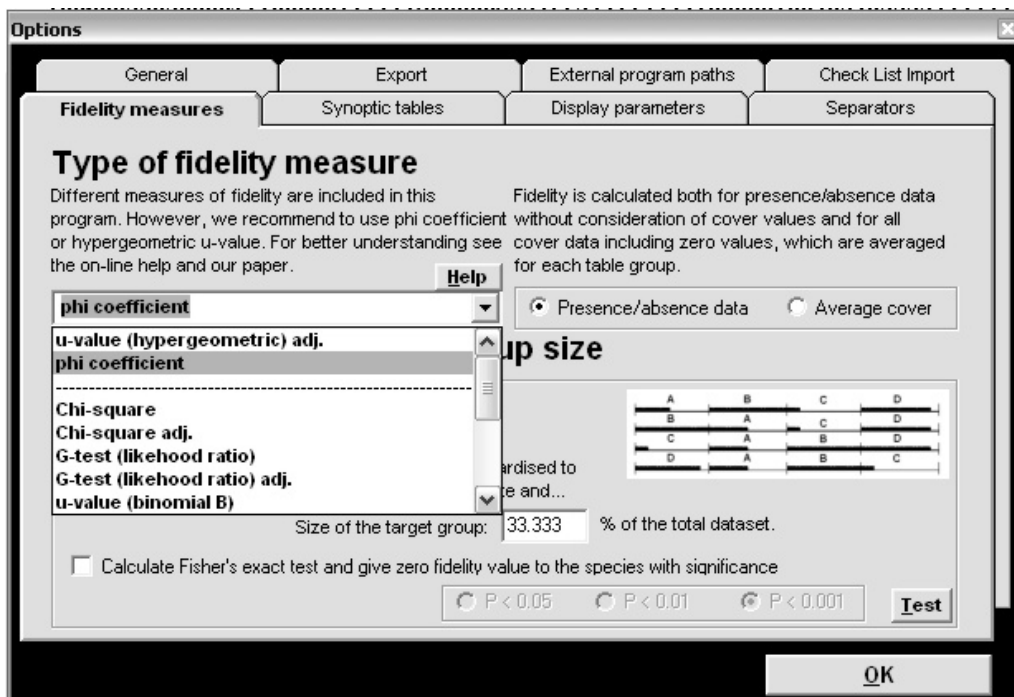 Options
General Export External program paths Check List Import
Fidelity measures Synoptic tables Display parameters Separators
Type of fidelity measure
Different measures of fidelity are included in this
program. However, we recommend to use phi coefficient
or hypergeometric u-value. For better understanding see
the on-line help and our paper.
Fidelity is calculated both for presence/absence data
without consideration of cover values and for all
cover data including zero values, which are averaged
for each table group.
Help
phi coefficient
Presence/absence data Average cover
u-value (hypergeometric) adj.
phi coefficient
Chi-square
Chi-square adj.
G-test (likehood ratio)
G-test (likehood ratio) adj.
u-value (binomial B)
up size
A B C D
B A C D
C A B D
D A B C
ardised to
te and...
Size of the target group: 33.333 % of the total dataset.
Calculate Fisher's exact test and give zero fidelity value to the species with significance
P < 0.05 P < 0.01 P < 0.001
Test
OK